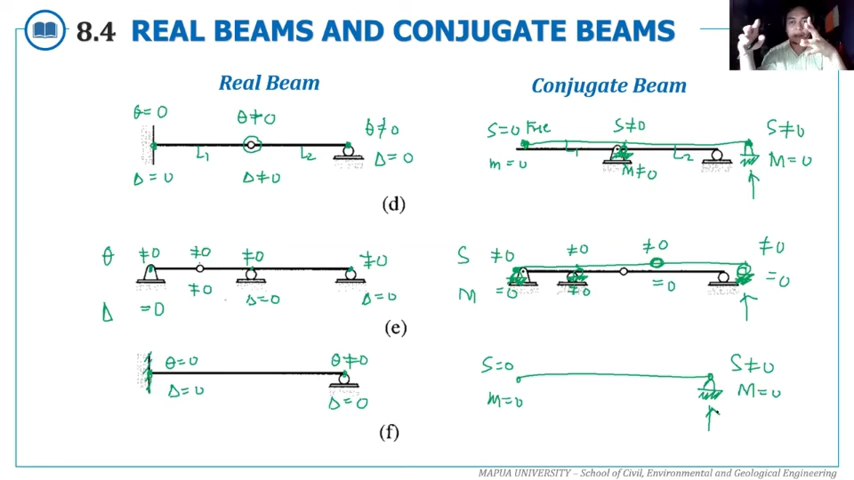 8.4 REAL BEAMS AND CONJUGATE BEAMS
Real Beam
Conjugate Beam
θ=0
θ≠0
θ≠0
L1
L2
Δ=0
Δ≠0
Δ=0
S=0 Free
S≠0
S≠0
L1
L2
m=0
M≠0
M=0
(d)
θ ≠0 ≠0 ≠0 ≠0
Δ =0 ≠0 Δ=0 Δ=0
S ≠0 ≠0 ≠0 ≠0
M =0 ≠0 =0 =0
(e)
θ=0 θ≠0
Δ=0 Δ=0
S=0 S≠0
M=0 M=0
(f)
MAPUA UNIVERSITY – School of Civil, Environmental and Geological Engineering